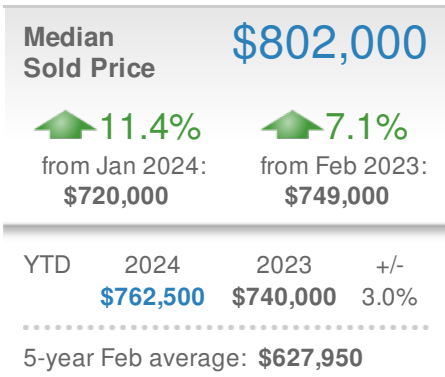 Median $802,000
Sold Price
11.4% 7.1%
from Jan 2024: from Feb 2023:
$720,000 $749,000
YTD 2024 2023 +/-
$762,500 $740,000 3.0%
5-year Feb average: $627,950